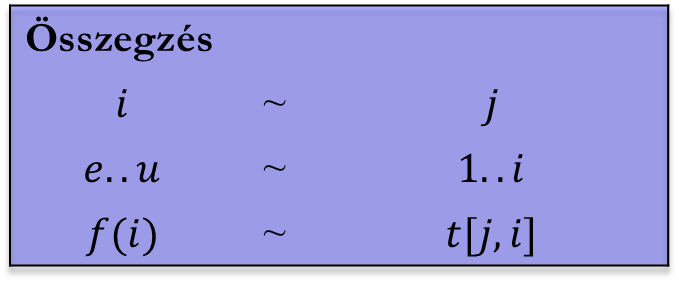 Összegzés
i ~ j
e..u ~ 1..i
f(i) ~ t[j,i]